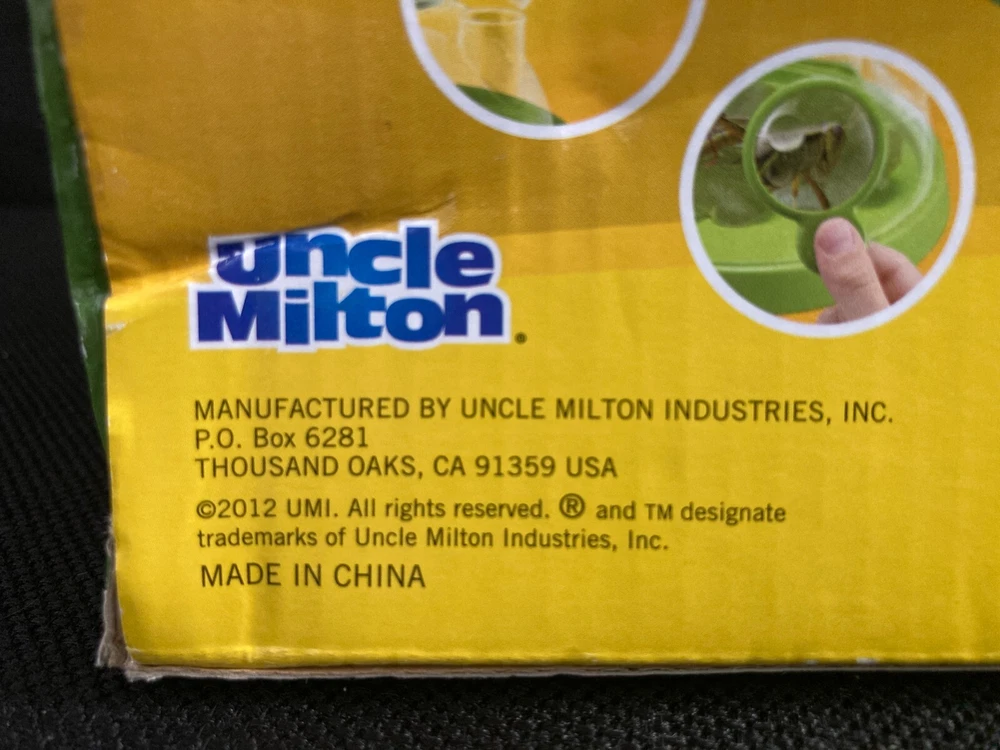 uncle
Milton®
MANUFACTURED BY UNCLE MILTON INDUSTRIES, INC.
P.O. Box 6281
THOUSAND OAKS, CA 91359 USA
©2012 UMI. All rights reserved. ® and TM designate
trademarks of Uncle Milton Industries, Inc.
MADE IN CHINA